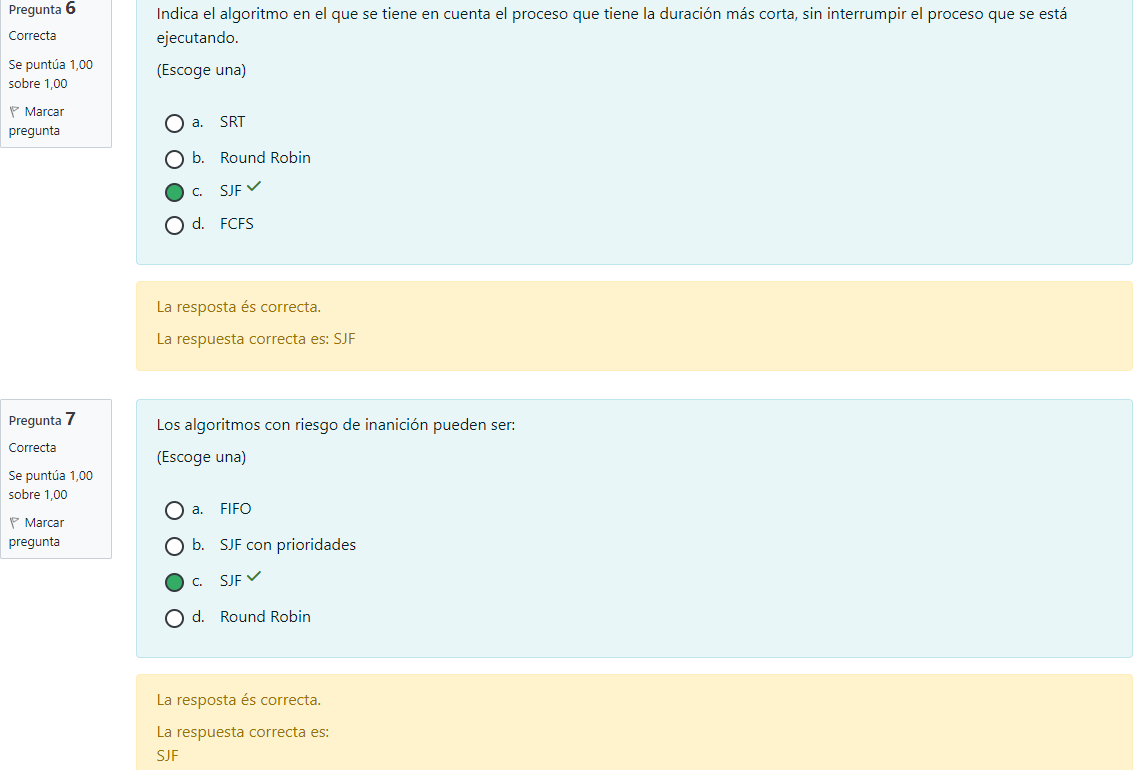 Pregunta 6
Correcta
Se puntúa 1,00
sobre 1,00
Marcar
pregunta
Indica el algoritmo en el que se tiene en cuenta el proceso que tiene la duración más corta, sin interrumpir el proceso que se está
ejecutando.
(Escoge una)
a. SRT
b. Round Robin
c. SJF
d. FCFS
La resposta és correcta.
La respuesta correcta es: SJF
Pregunta 7
Correcta
Se puntúa 1,00
sobre 1,00
Marcar
pregunta
Los algoritmos con riesgo de inanición pueden ser:
(Escoge una)
a. FIFO
b. SJF con prioridades
c. SJF
d. Round Robin
La resposta és correcta.
La respuesta correcta es:
SJF